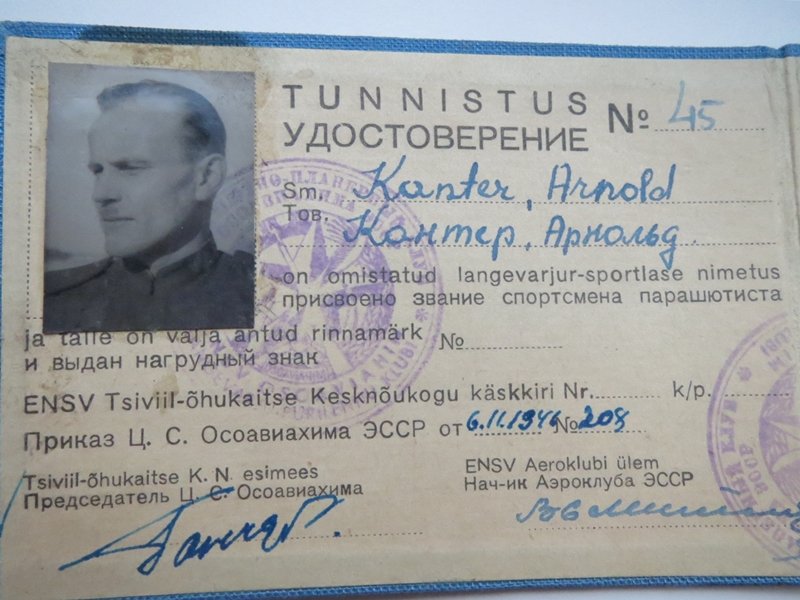 TUNNISTUS
УДОСТОВЕРЕНИЕ № 45
Sm. Kanter, Arnold
Тов. Кантер, Арнольд
on omistatud langevarjur-sportlase nimetus
присвоено звание спортсмена парашютиста
ja talle on välja antud rinnamärk
и выдан нагрудный знак №
ENSV Tsiviil-õhukaitse Kesknõukogu käskkiri Nr. k/p.
Приказ Ц. С. Осоавиахима ЭССР от 6.11.1946 № 208
Tsiviil-õhukaitse K. N. esimees
Председатель Ц. С. Осоавиахима
ENSV Aeroklubi ülem
Нач-ик Аэроклуба ЭССР